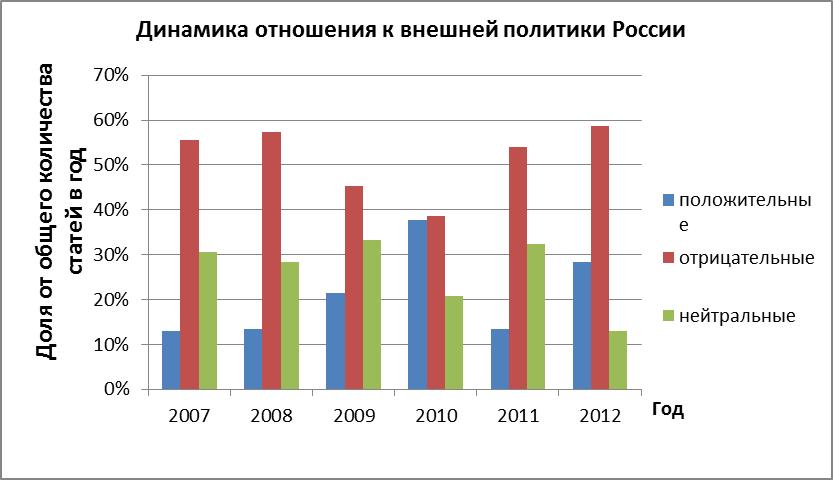 Динамика отношения к внешней политики России
Доля от общего количества
статей в год
70%
60%
50%
40%
30%
20%
10%
0%
2007 2008 2009 2010 2011 2012
Год
положительны
е
отрицательные
нейтральные